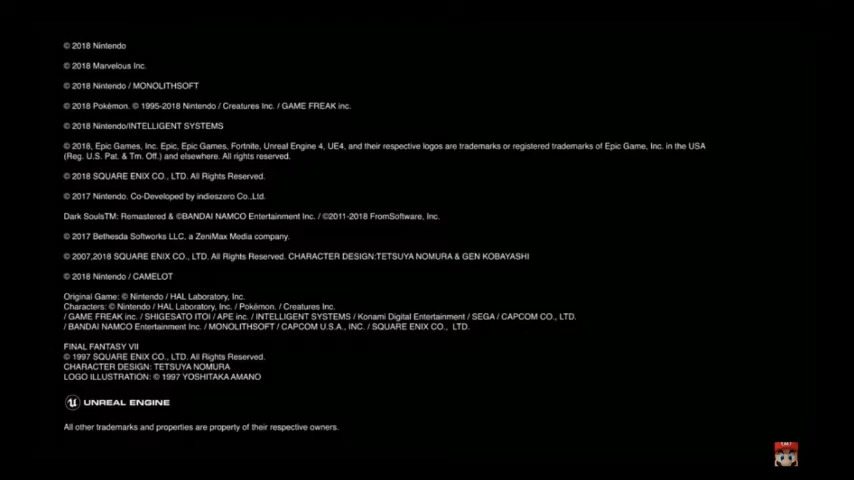 © 2018 Nintendo
© 2018 Marvelous Inc.
© 2018 Nintendo / MONOLITHSOFT
© 2018 Pokémon. © 1995-2018 Nintendo / Creatures Inc. / GAME FREAK inc.
© 2018 Nintendo/INTELLIGENT SYSTEMS
© 2018, Epic Games, Inc. Epic, Epic Games, Fortnite, Unreal Engine 4, UE4, and their respective logos are trademarks or registered trademarks of Epic Game, Inc. in the USA
(Reg. U.S. Pat. & Tm. Off.) and elsewhere. All rights reserved.
© 2018 SQUARE ENIX CO., LTD. All Rights Reserved.
© 2017 Nintendo. Co-Developed by indieszero Co.,Ltd.
Dark SoulsTM: Remastered & ©BANDAI NAMCO Entertainment Inc. / ©2011-2018 FromSoftware, Inc.
© 2017 Bethesda Softworks LLC, a ZeniMax Media company.
© 2007,2018 SQUARE ENIX CO., LTD. All Rights Reserved. CHARACTER DESIGN:TETSUYA NOMURA & GEN KOBAYASHI
© 2018 Nintendo / CAMELOT
Original Game: © Nintendo / HAL Laboratory, Inc.
Characters: © Nintendo / HAL Laboratory, Inc. / Pokémon. / Creatures Inc.
/ GAME FREAK inc. / SHIGESATO ITOI / APE inc. / INTELLIGENT SYSTEMS / Konami Digital Entertainment / SEGA / CAPCOM CO., LTD.
/ BANDAI NAMCO Entertainment Inc. / MONOLITHSOFT / CAPCOM U.S.A., INC. / SQUARE ENIX CO., LTD.
FINAL FANTASY VII
© 1997 SQUARE ENIX CO., LTD. All Rights Reserved.
CHARACTER DESIGN: TETSUYA NOMURA
LOGO ILLUSTRATION: © 1997 YOSHITAKA AMANO
UNREAL ENGINE
All other trademarks and properties are property of their respective owners.